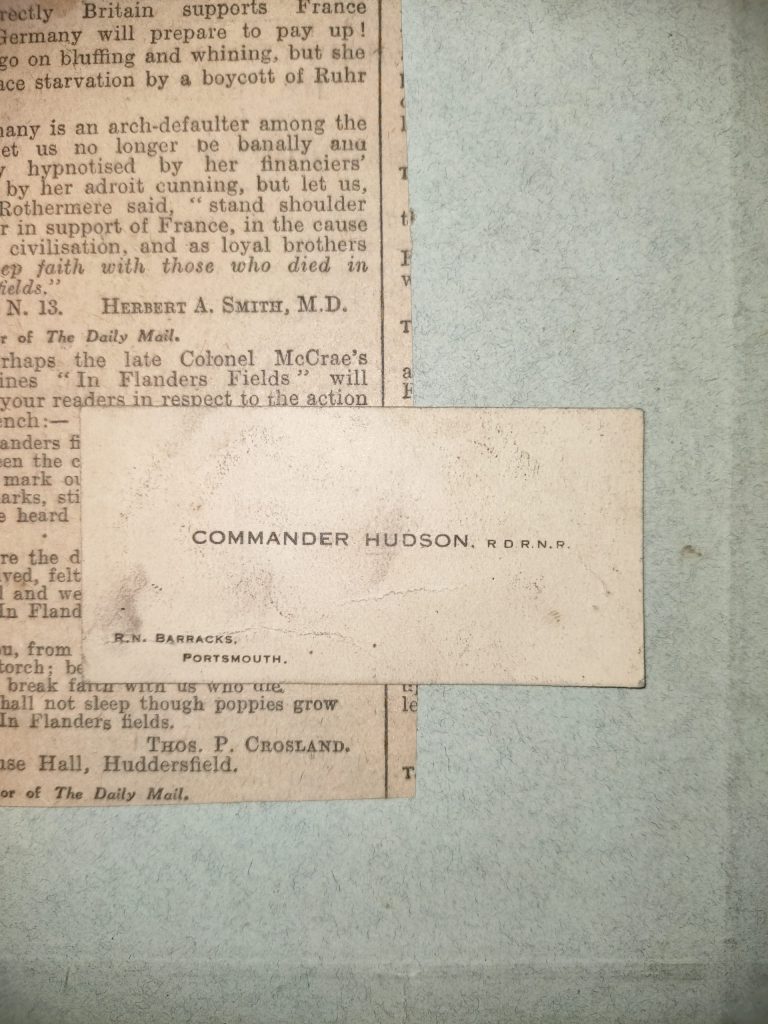 rectly Britain supports France
Germany will prepare to pay up!
go on bluffing and whining, but she
ace starvation by a boycott of Ruhr
many is an arch-defaulter among the
et us no longer be banally and
y hypnotised by her financiers'
by her adroit cunning, but let us,
Rothermere said, "stand shoulder
r in support of France, in the cause
civilisation, and as loyal brothers
ep faith with those who died in
fields."
N. 13. HERBERT A. SMITH, M.D.
r of The Daily Mail.
rhaps the late Colonel McCrae's
ines "In Flanders Fields" will
your readers in respect to the action
ench:—
anders fi
een the c
mark ou
arks, sti
e heard
COMMANDER HUDSON, R D R.N.R.
re the d
ved, felt
l and we
In Fland
R.N. BARRACKS,
PORTSMOUTH.
ou, from
torch; be
break faith with us who die,
hall not sleep though poppies grow
In Flanders fields.
THOS. P. CROSLAND.
use Hall, Huddersfield.
or of The Daily Mail.